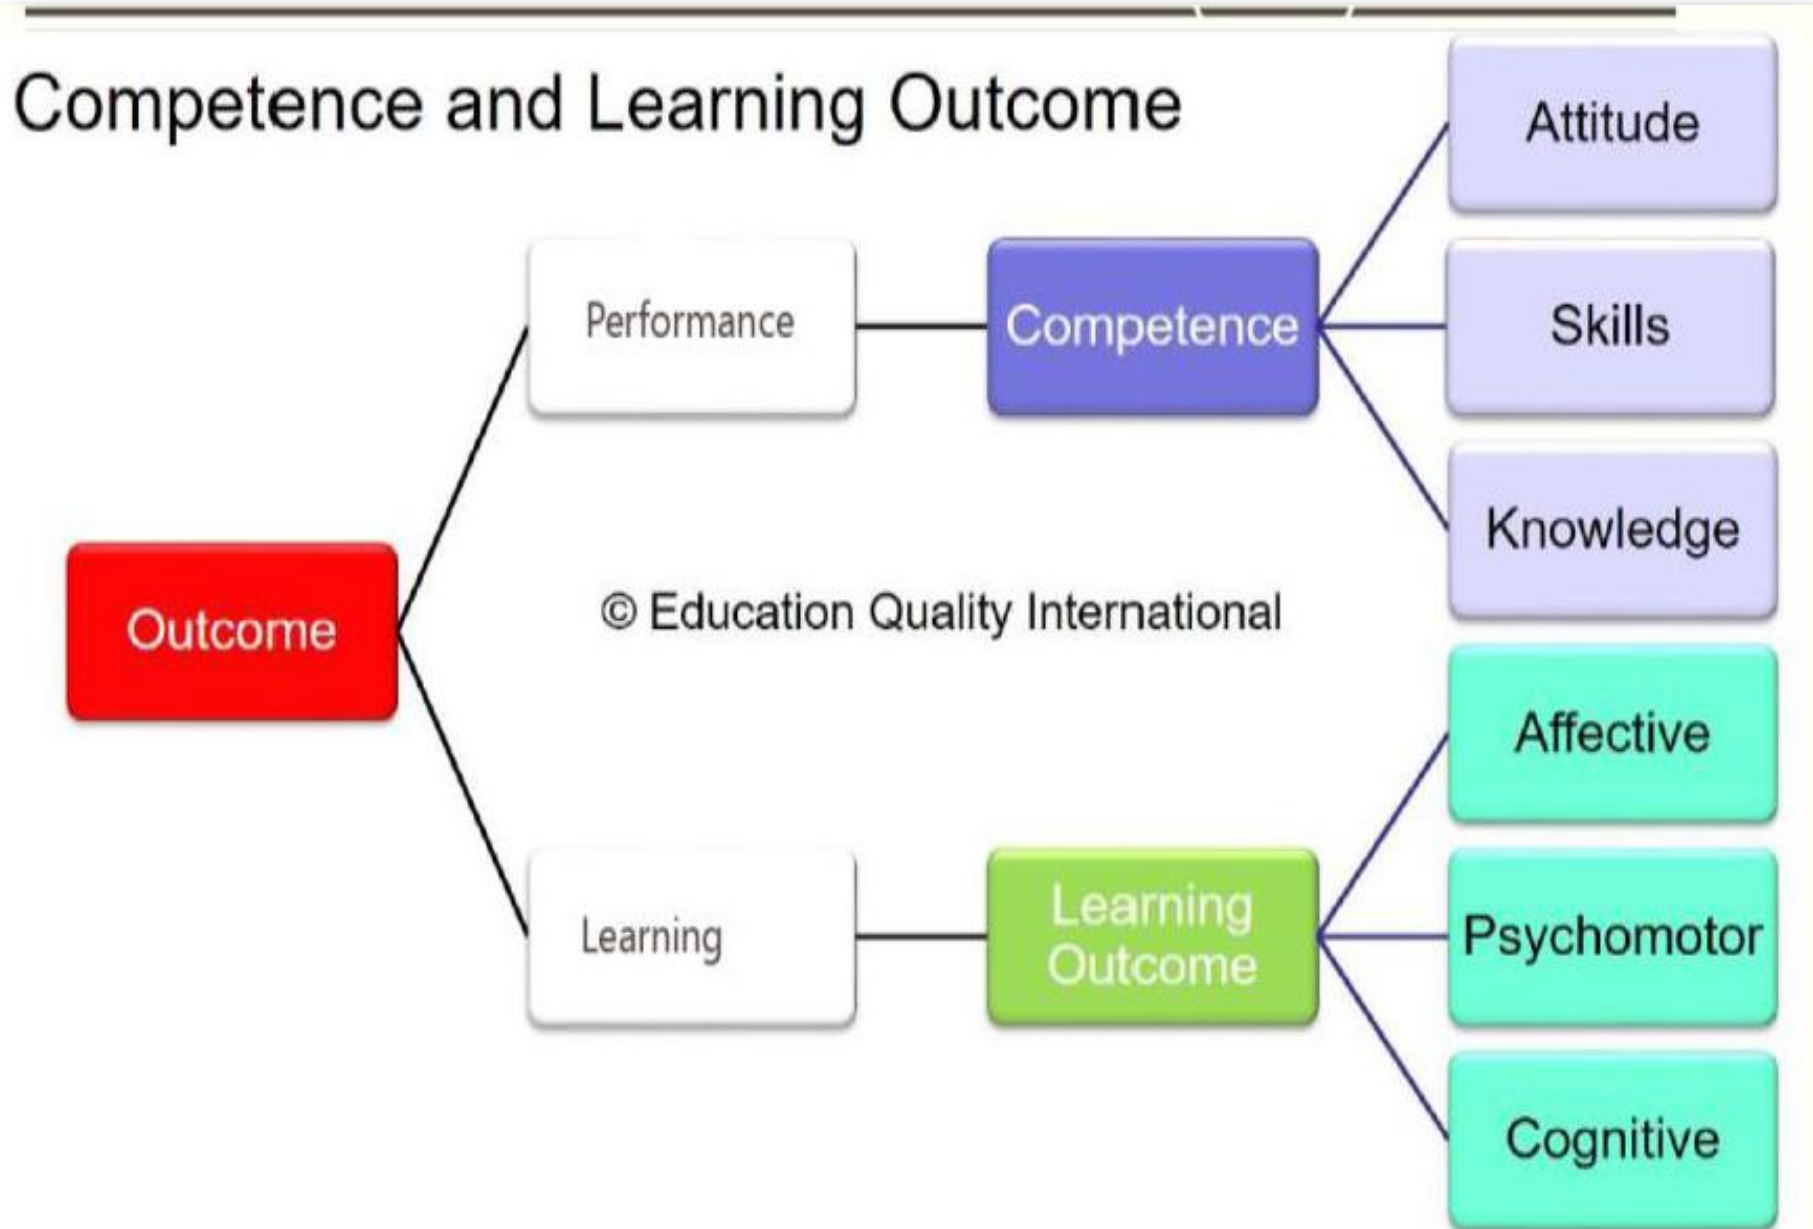 Competence and Learning Outcome
Attitude
Performance
Competence
Skills
Knowledge
Outcome
© Education Quality International
Affective
Learning
Learning
Outcome
Psychomotor
Cognitive